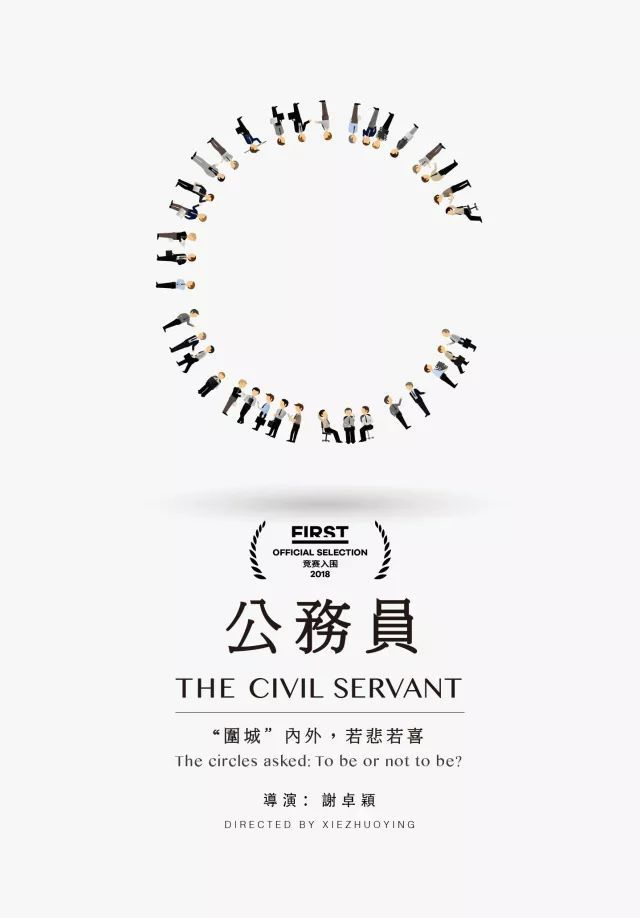 FIRST
OFFICIAL SELECTION
竞赛入围
2018
公務員
THE CIVIL SERVANT
“圍城”內外，若悲若喜
The circles asked: To be or not to be?
導演：謝卓穎
DIRECTED BY XIEZHUOYING